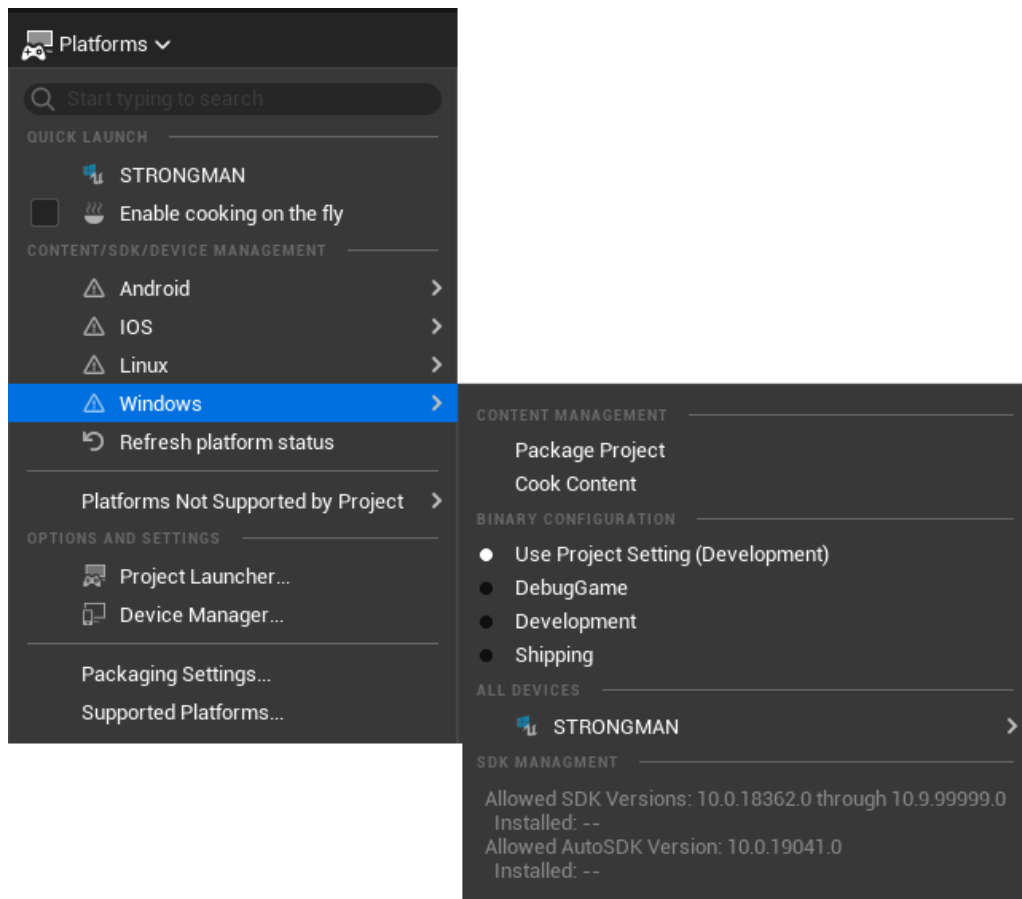 Platforms
Start typing to search
QUICK LAUNCH
STRONGMAN
Enable cooking on the fly
CONTENT/SDK/DEVICE MANAGEMENT
Android
IOS
Linux
Windows
Refresh platform status
Platforms Not Supported by Project
OPTIONS AND SETTINGS
Project Launcher...
Device Manager...
Packaging Settings...
Supported Platforms...
CONTENT MANAGEMENT
Package Project
Cook Content
BINARY CONFIGURATION
Use Project Setting (Development)
DebugGame
Development
Shipping
ALL DEVICES
STRONGMAN
SDK MANAGMENT
Allowed SDK Versions: 10.0.18362.0 through 10.9.99999.0
Installed: --
Allowed AutoSDK Version: 10.0.19041.0
Installed: --